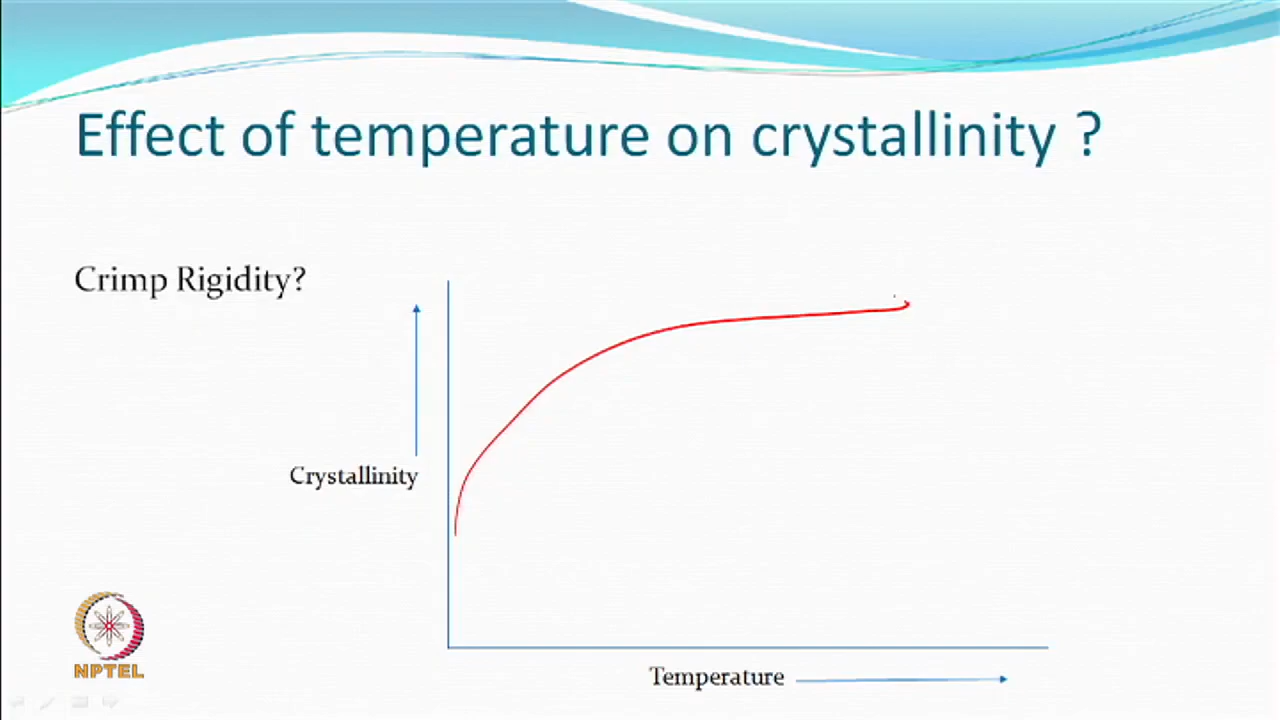 Effect of temperature on crystallinity ?
Crimp Rigidity?
Crystallinity
NPTEL
Temperature